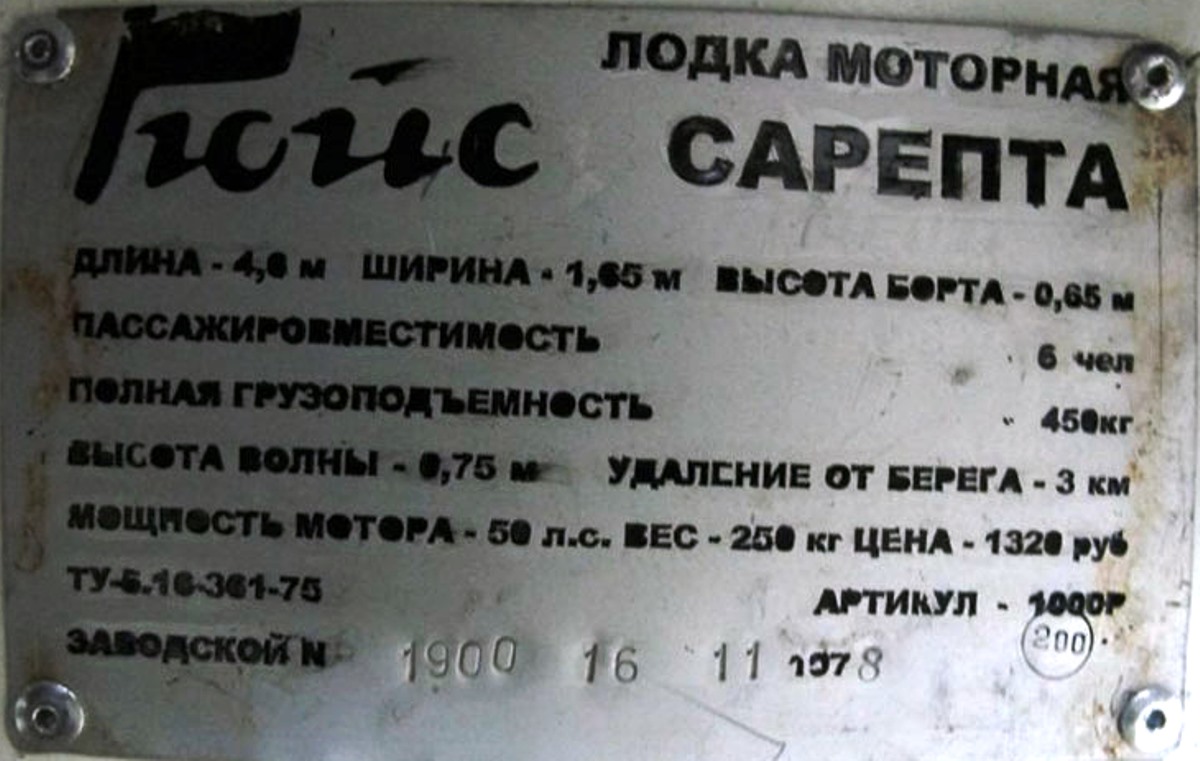 Гюйс
ЛОДКА МОТОРНАЯ
САРЕПТА
ДЛИНА - 4,6 м ШИРИНА - 1,65 м ВЫСОТА БОРТА - 0,65 м
ПАССАЖИРОВМЕСТИМОСТЬ - 6 чел
ПОЛНАЯ ГРУЗОПОДЪЕМНОСТЬ - 450кг
ВЫСОТА ВОЛНЫ - 0,75 м УДАЛЕНИЕ ОТ БЕРЕГА - 3 км
МОЩНОСТЬ МОТОРА - 50 л.с. ВЕС - 250 кг ЦЕНА - 1320 руб
ТУ-5.16-361-75 АРТИКУЛ - 1000Р
ЗАВОДСКОЙ № 1900 16 11 1978 200